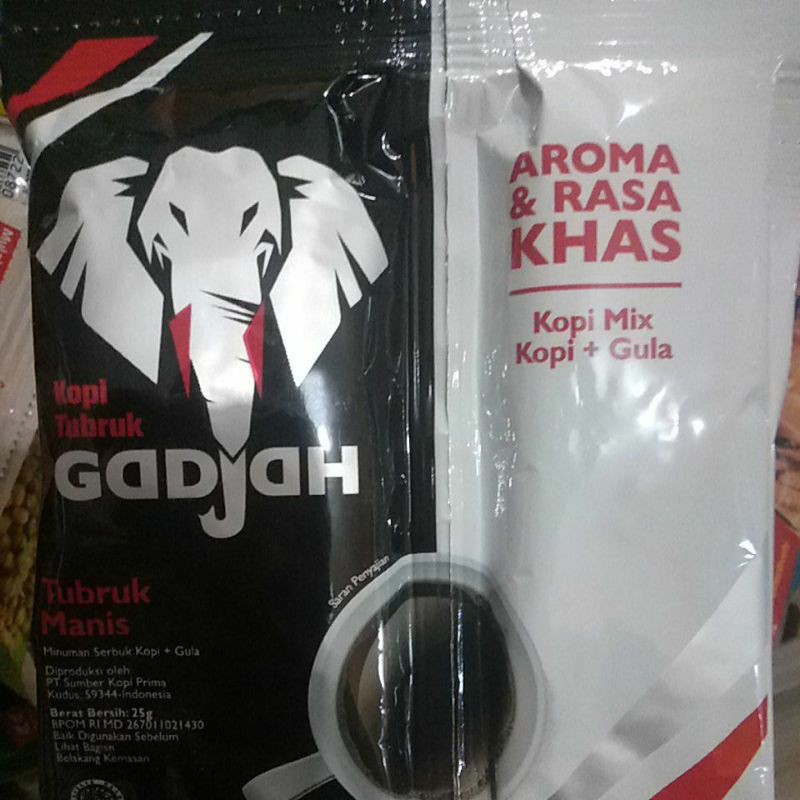 Kopi
Tubruk
GADJAH
Tubruk
Manis
Minuman Serbuk Kopi + Gula
Diproduksi oleh
PT. Sumber Kopi Prima
Kudus. 59344-Indonesia
Berat Bersih: 25g
BPOM RI MD 267011021430
Baik Digunakan Sebelum
Lihat Bagian
Belakang Kemasan
Saran Penyajian
AROMA
& RASA
KHAS
Kopi Mix
Kopi + Gula
08722